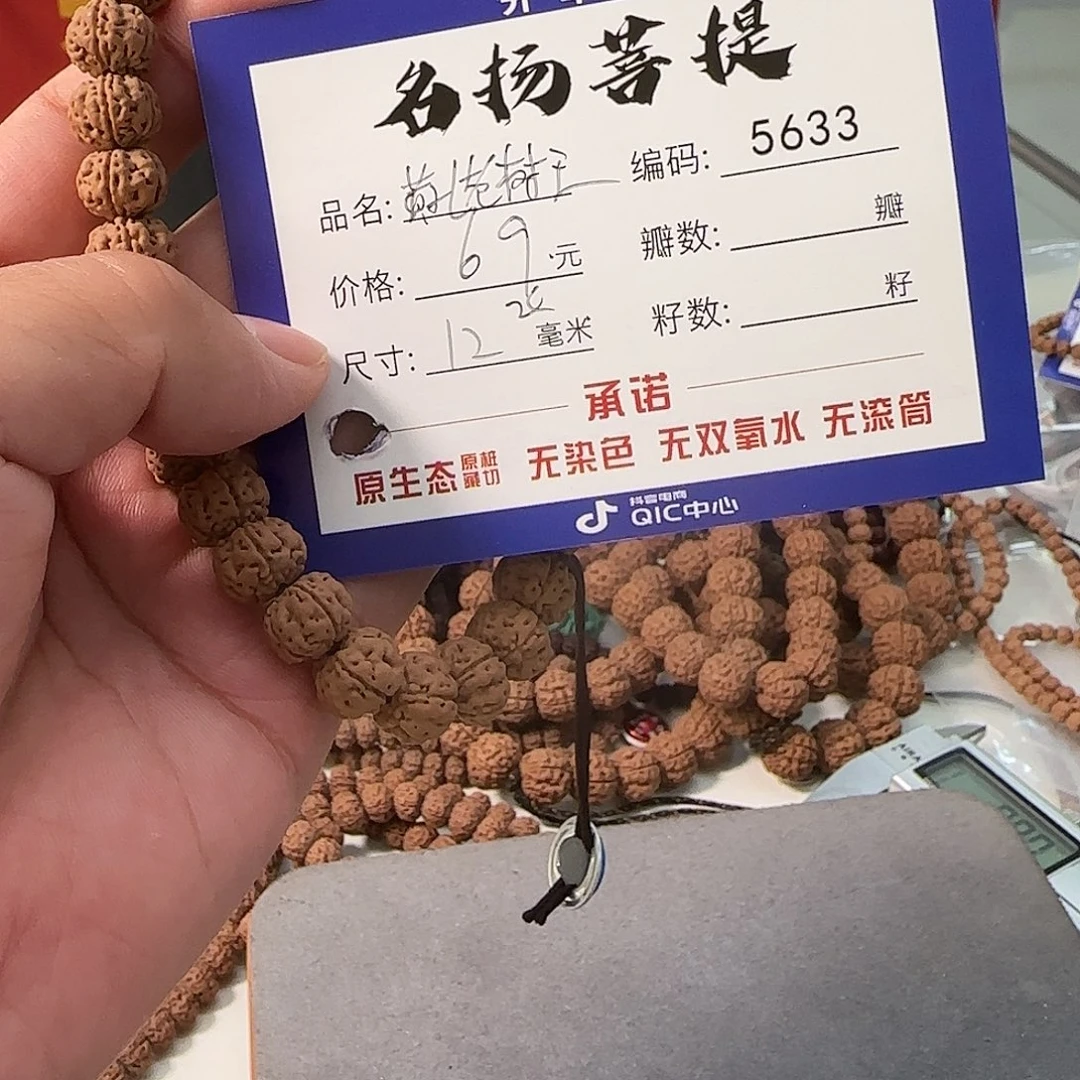 名扬菩提
品名: 编码: 5633
价格: 69 元 瓣数: 瓣
尺寸: 12 毫米 籽数: 籽
承诺
原生态 原桩藏切 无染色 无双氧水 无滚筒
抖音电商
QIC中心